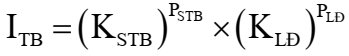 I_TB = (K_STB)^P_STB × (K_LĐ)^P_LĐ